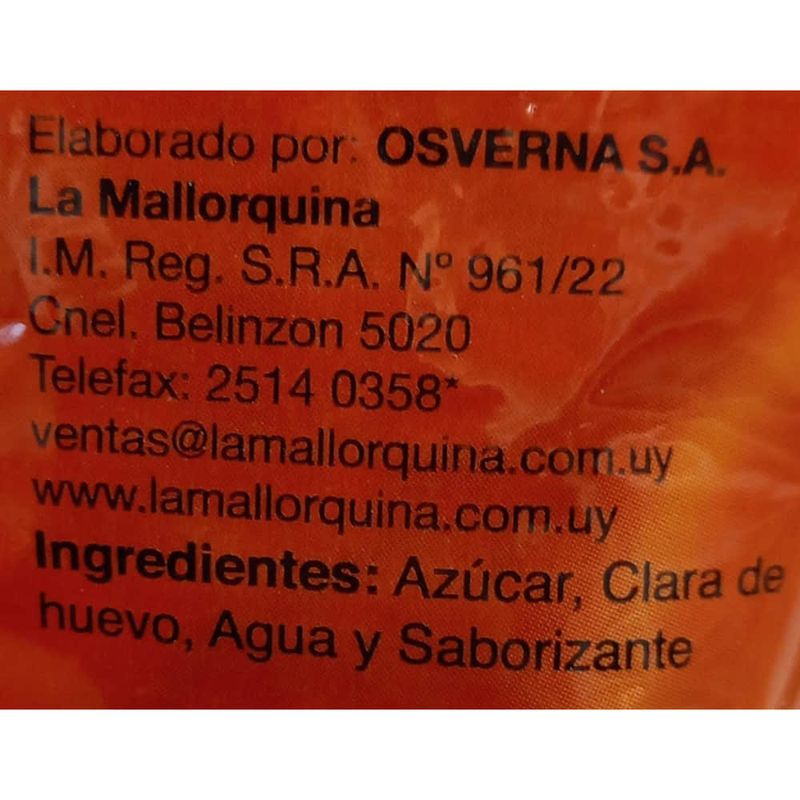 Elaborado por: OSVERNA S.A.
La Mallorquina
I.M. Reg. S.R.A. Nº 961/22
Cnel. Belinzon 5020
Telefax: 2514 0358*
ventas@lamallorquina.com.uy
www.lamallorquina.com.uy
Ingredientes: Azúcar, Clara de
huevo, Agua y Saborizante